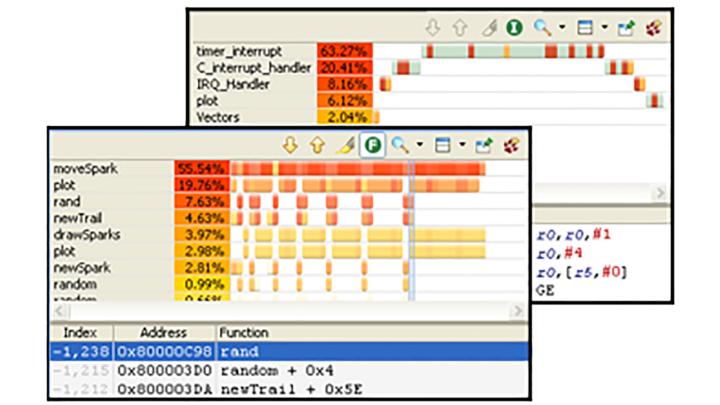 timer_interrupt 63.27%
C_interrupt_handler 20.41%
IRQ_Handler 8.16%
plot 6.12%
Vectors 2.04%
r0,r0,#1
r0,#4
r0,[r5,#0]
GE
moveSpark 55.54%
plot 19.76%
rand 7.63%
newTrail 4.63%
drawSparks 3.97%
plot 2.98%
newSpark 2.81%
random 0.99%
random 0.66%
Index Address Function
-1,238 0x80000C98 rand
-1,215 0x800003D0 random + 0x4
-1,212 0x800003DA newTrail + 0x5E